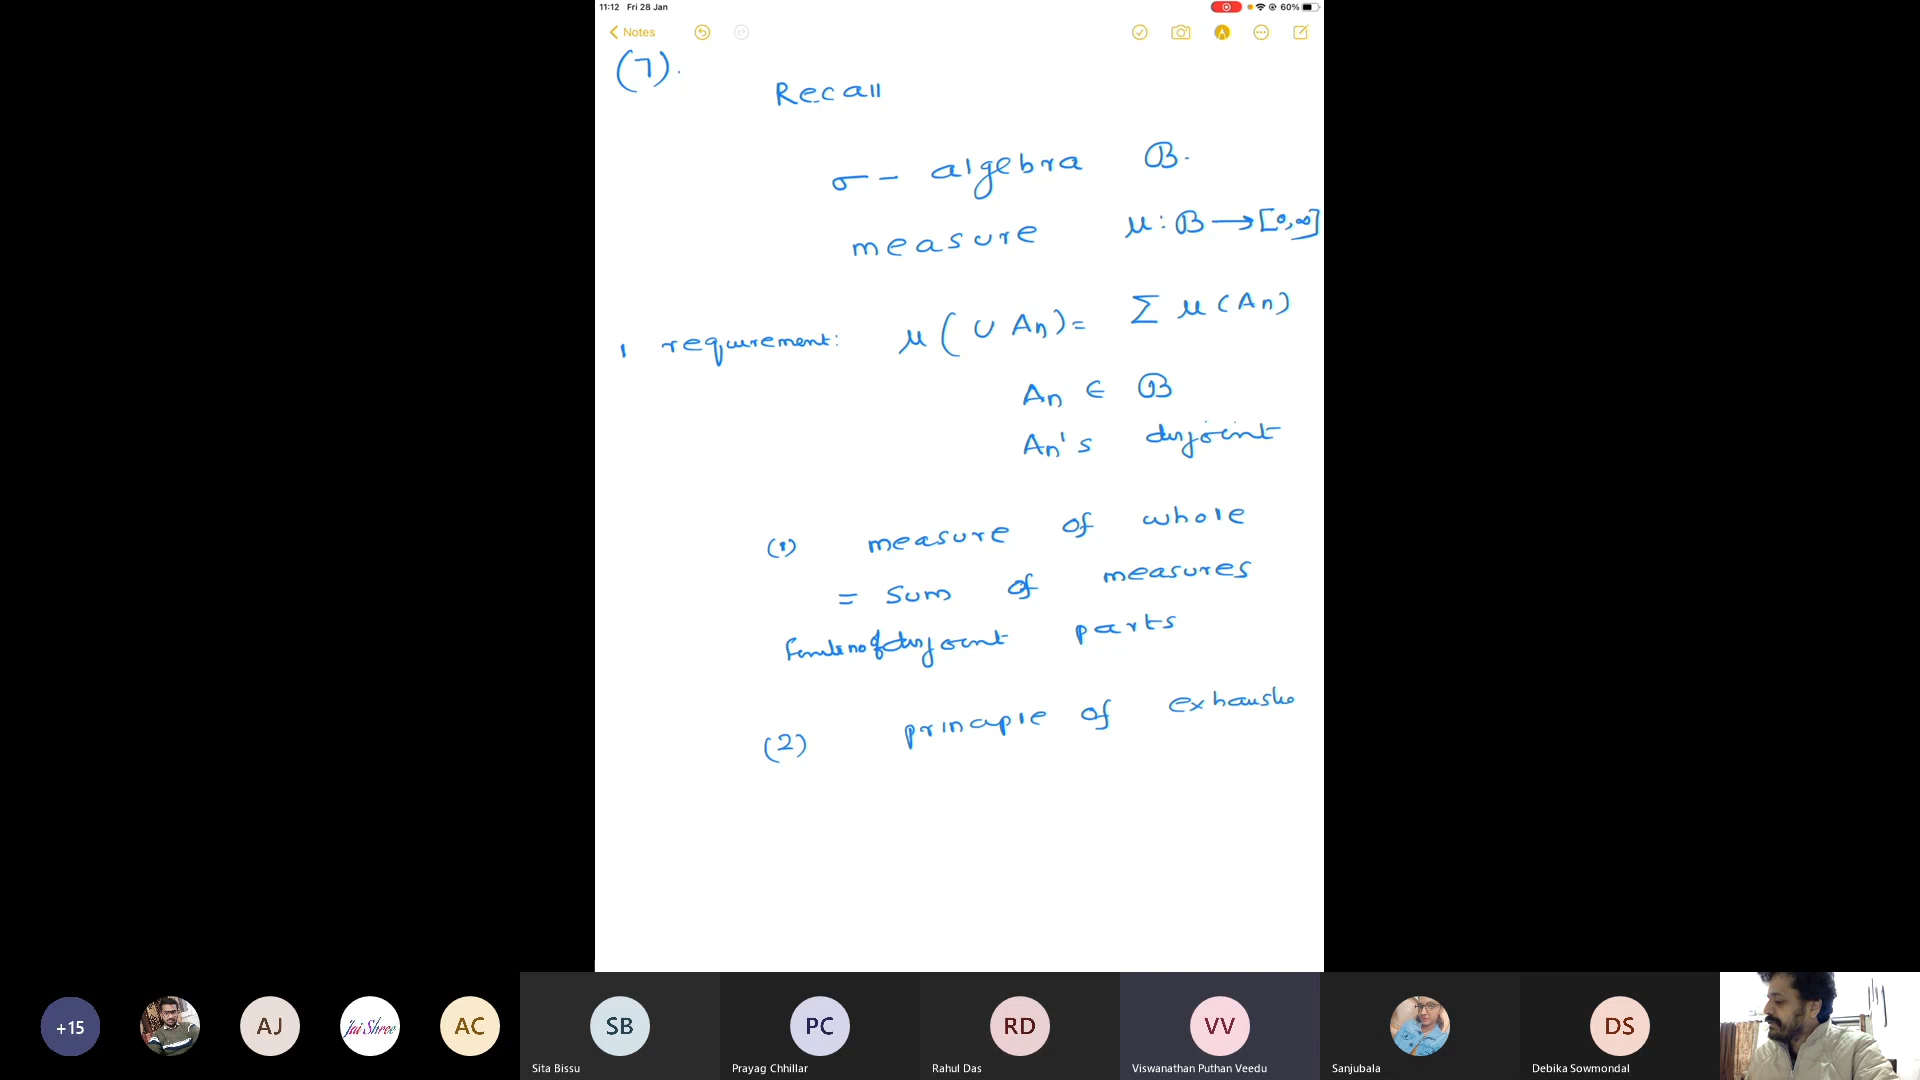 11:12 Fri 28 Jan 60%
Notes
(7).
Recall
σ - algebra B.
measure μ : B → [0,∞]
1 requirement: μ ( ∪ An) = Σ μ (An)
An ∈ B
An's disjoint
(1) measure of whole
= sum of measures
finite no of disjoint parts
(2) principle of exhaustio
+15 AJ Jai Shree AC SB PC RD VV DS
Sita Bissu Prayag Chhillar Rahul Das Viswanathan Puthan Veedu Sanjubala Debika Sowmondal